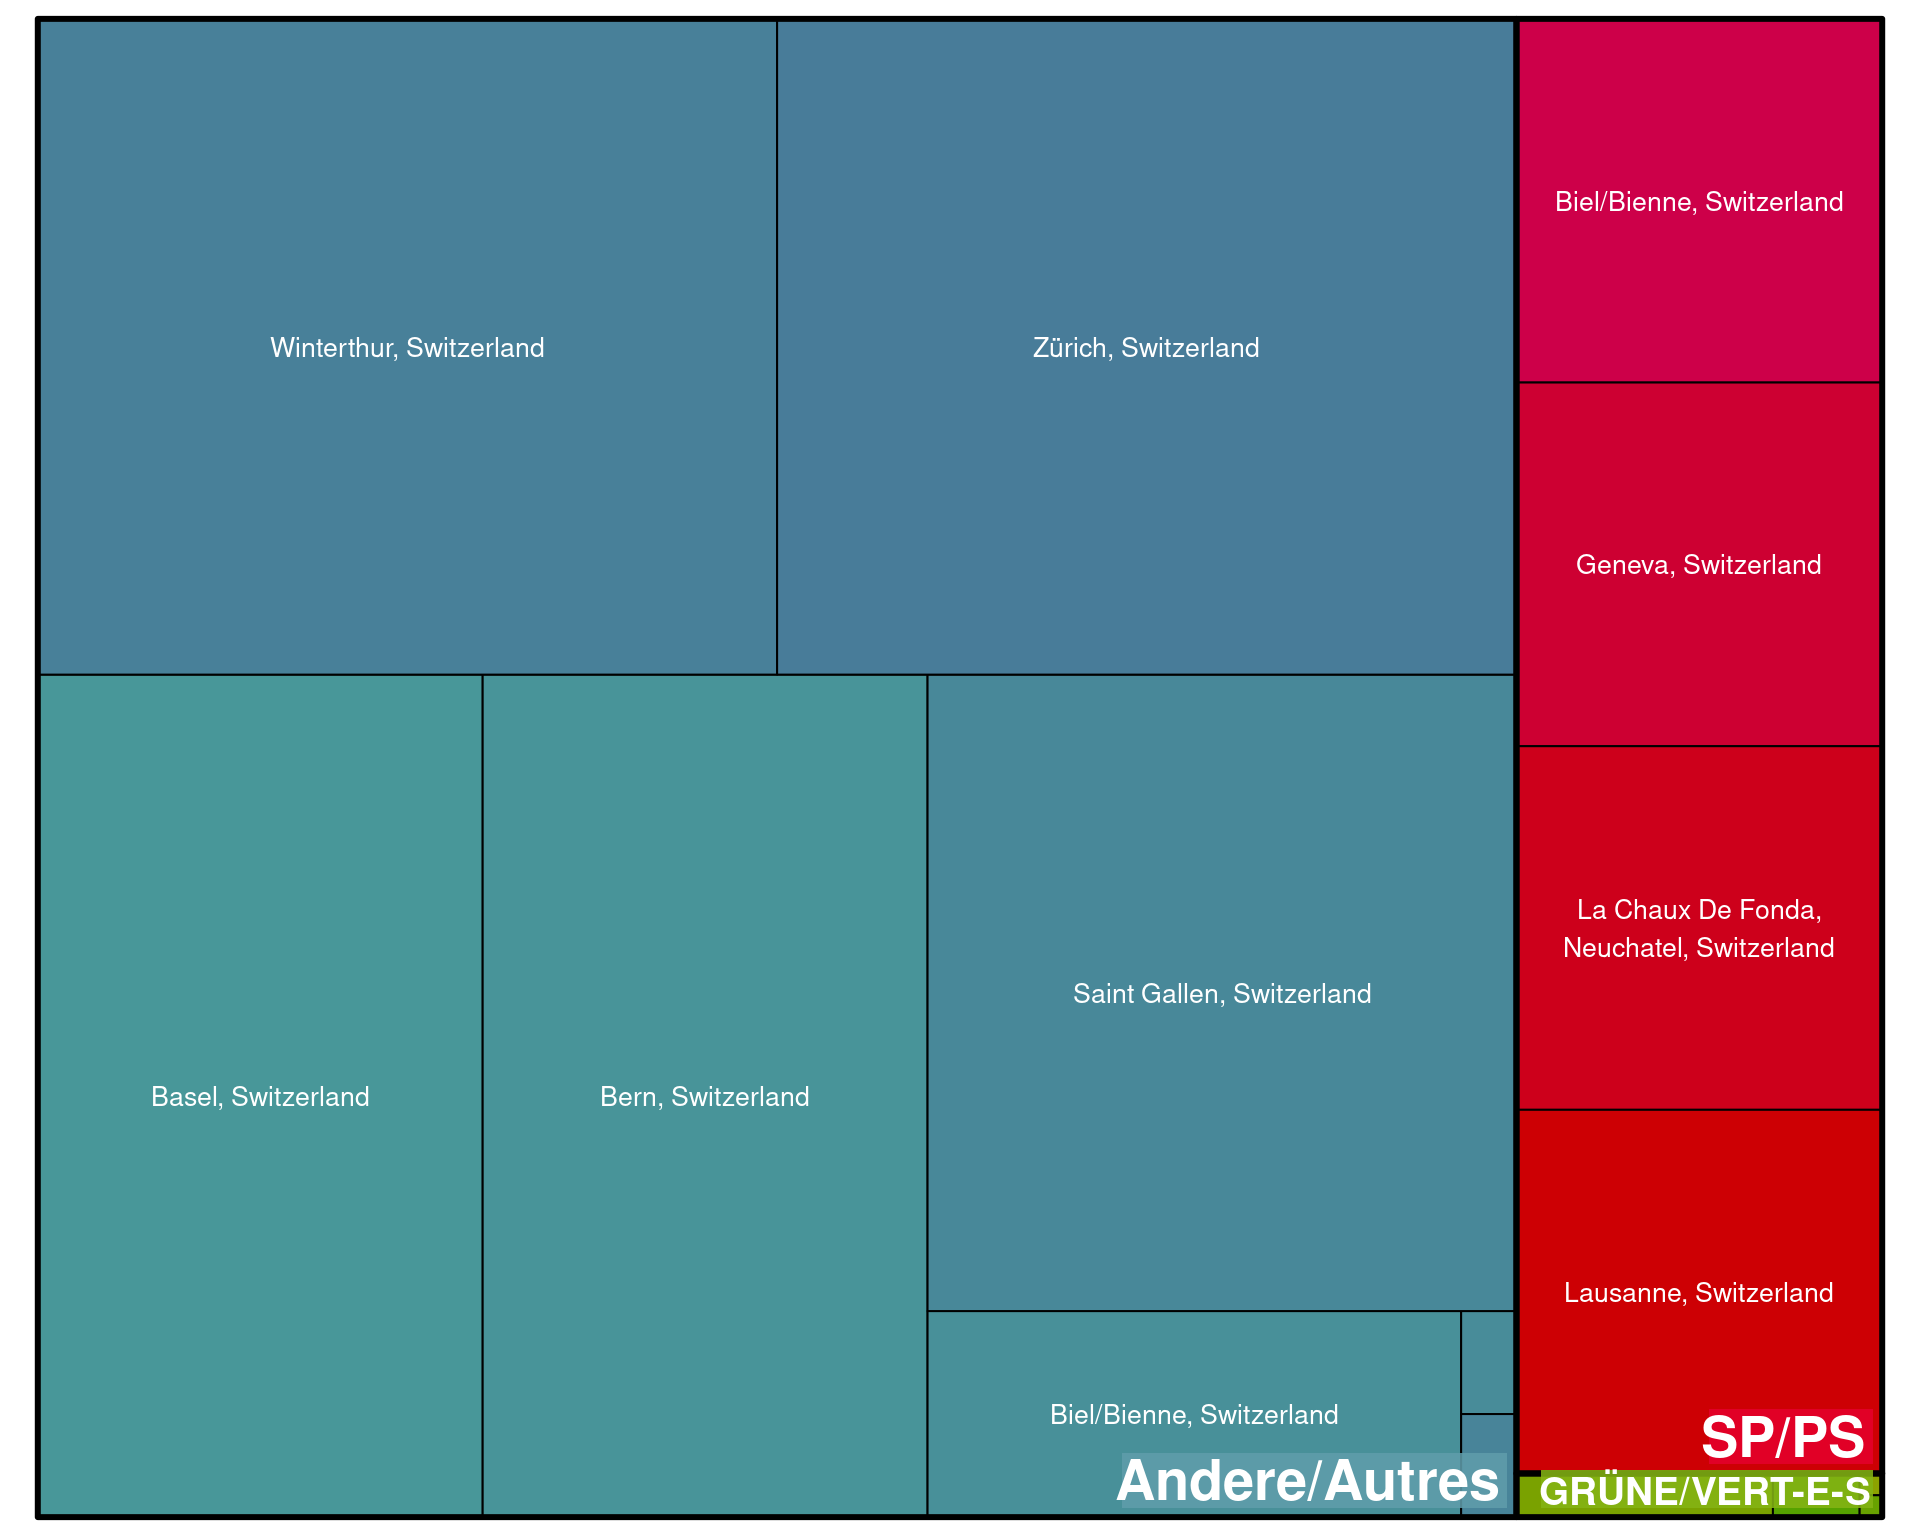 Winterthur, Switzerland
Zürich, Switzerland
Basel, Switzerland
Bern, Switzerland
Saint Gallen, Switzerland
Biel/Bienne, Switzerland
Andere/Autres
Biel/Bienne, Switzerland
Geneva, Switzerland
La Chaux De Fonda,
Neuchatel, Switzerland
Lausanne, Switzerland
SP/PS
GRÜNE/VERT-E-S